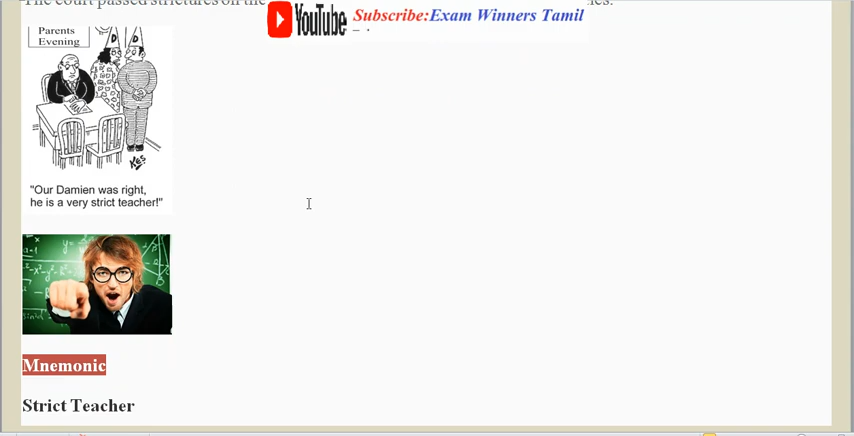 The court passed strictures on the
YouTube
Subscribe:Exam Winners Tamil
Parents
Evening
D
D
KES
"Our Damien was right,
he is a very strict teacher!"
Mnemonic
Strict Teacher